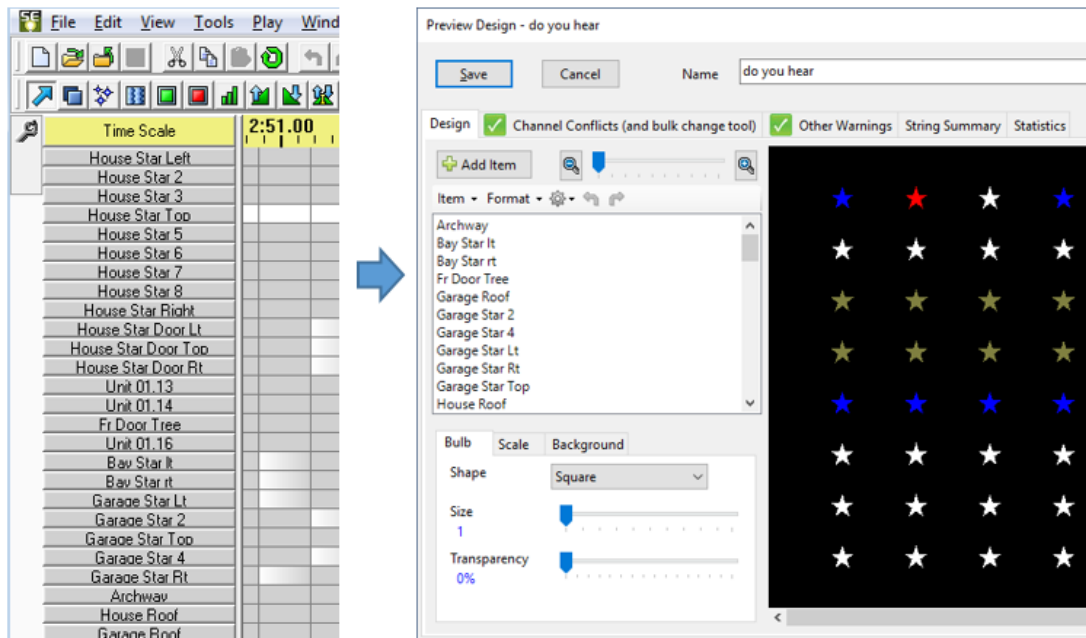 File Edit View Tools Play Wind
Time Scale
2:51.00
House Star Left
House Star 2
House Star 3
House Star Top
House Star 5
House Star 6
House Star 7
House Star 8
House Star Right
House Star Door Lt
House Star Door Top
House Star Door Rt
Unit 01.13
Unit 01.14
Fr Door Tree
Unit 01.16
Bay Star lt
Bay Star rt
Garage Star Lt
Garage Star 2
Garage Star Top
Garage Star 4
Garage Star Rt
Archway
House Roof
Garage Roof
Preview Design - do you hear
Save Cancel Name do you hear
Design Channel Conflicts (and bulk change tool) Other Warnings String Summary Statistics
Add Item
Item Format
Archway
Bay Star lt
Bay Star rt
Fr Door Tree
Garage Roof
Garage Star 2
Garage Star 4
Garage Star Lt
Garage Star Rt
Garage Star Top
House Roof
Bulb Scale Background
Shape Square
Size
1
Transparency
0%